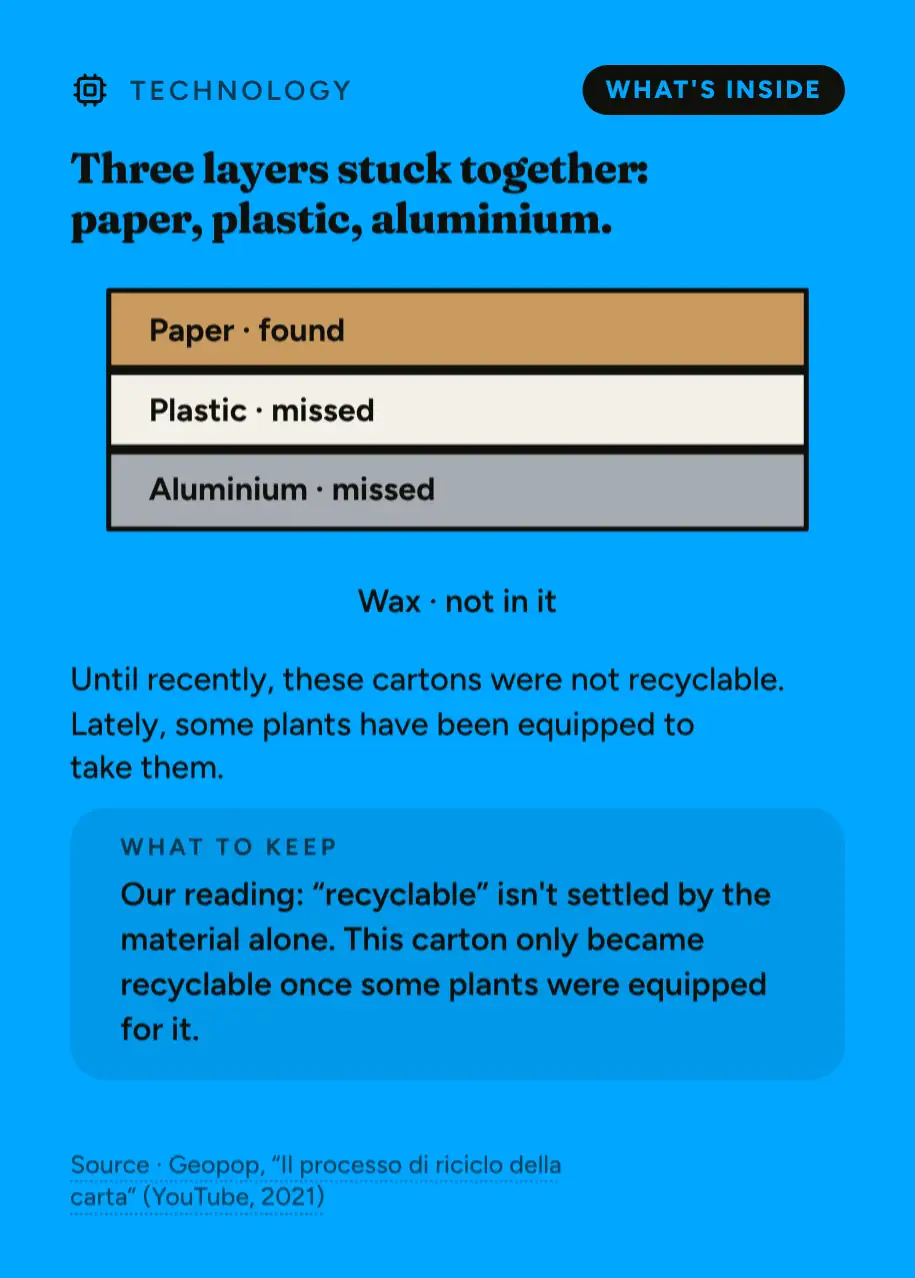 TECHNOLOGY
WHAT'S INSIDE
Three layers stuck together:
paper, plastic, aluminium.
Paper · found
Plastic · missed
Aluminium · missed
Wax · not in it
Until recently, these cartons were not recyclable.
Lately, some plants have been equipped to
take them.
WHAT TO KEEP
Our reading: “recyclable” isn't settled by the
material alone. This carton only became
recyclable once some plants were equipped
for it.
Source · Geopop, “Il processo di riciclo della
carta” (YouTube, 2021)